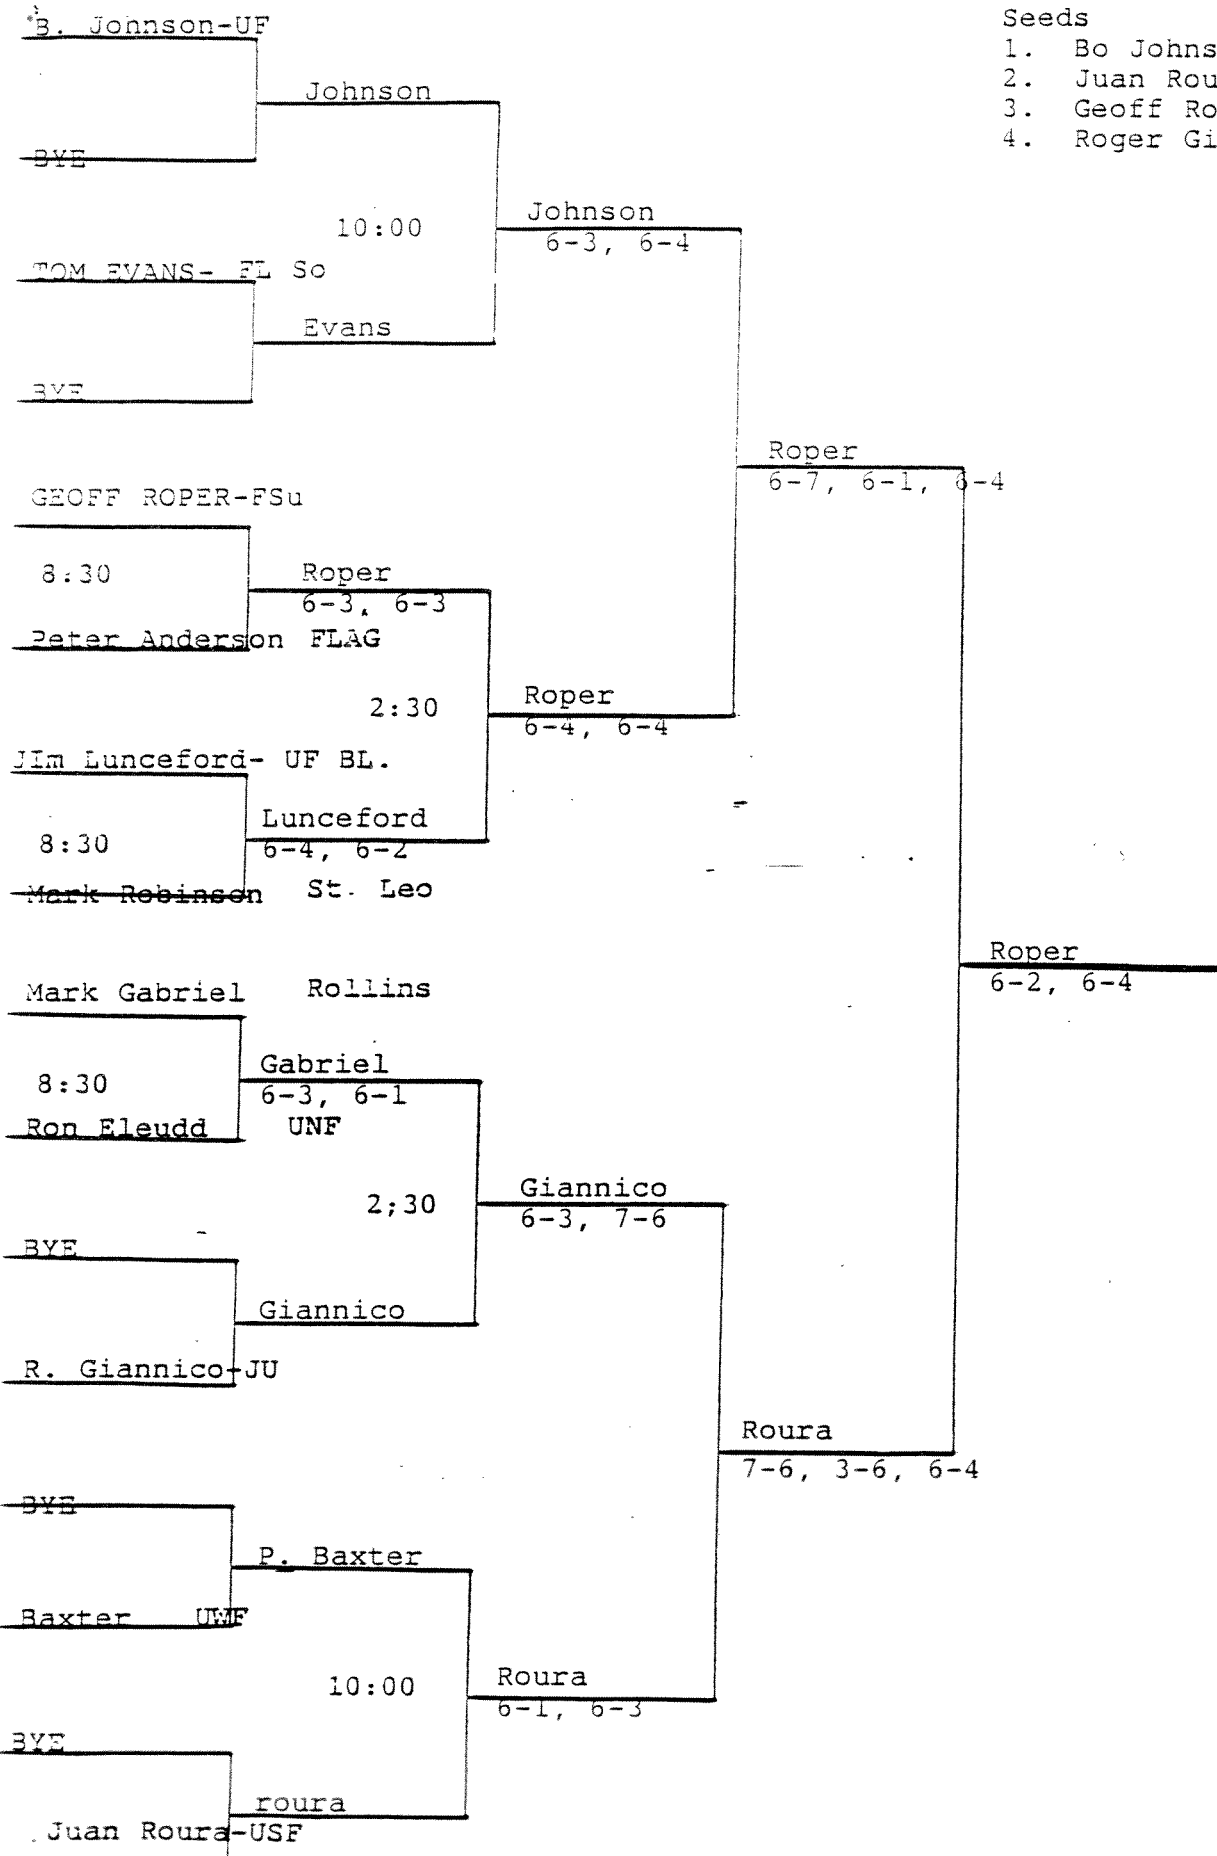 B. Johnson-UF
Seeds
1. Bo Johns
2. Juan Rou
3. Geoff Ro
4. Roger Gi
Johnson
BYE
10:00
Johnson
6-3, 6-4
TOM EVANS- FL So
Evans
BYE
Roper
6-7, 6-1, 6-4
GEOFF ROPER-FSu
8:30
Roper
6-3, 6-3
Peter Anderson FLAG
2:30
Roper
6-4, 6-4
JIm Lunceford- UF BL.
Lunceford
6-4, 6-2
8:30
Mark Robinson St. Leo
Roper
6-2, 6-4
Mark Gabriel Rollins
Gabriel
6-3, 6-1
8:30
Ron Eleudd UNF
2;30
Giannico
6-3, 7-6
BYE
Giannico
R. Giannico-JU
Roura
7-6, 3-6, 6-4
BYE
P. Baxter
Baxter UWF
10:00
Roura
6-1, 6-3
BYE
roura
Juan Roura-USF